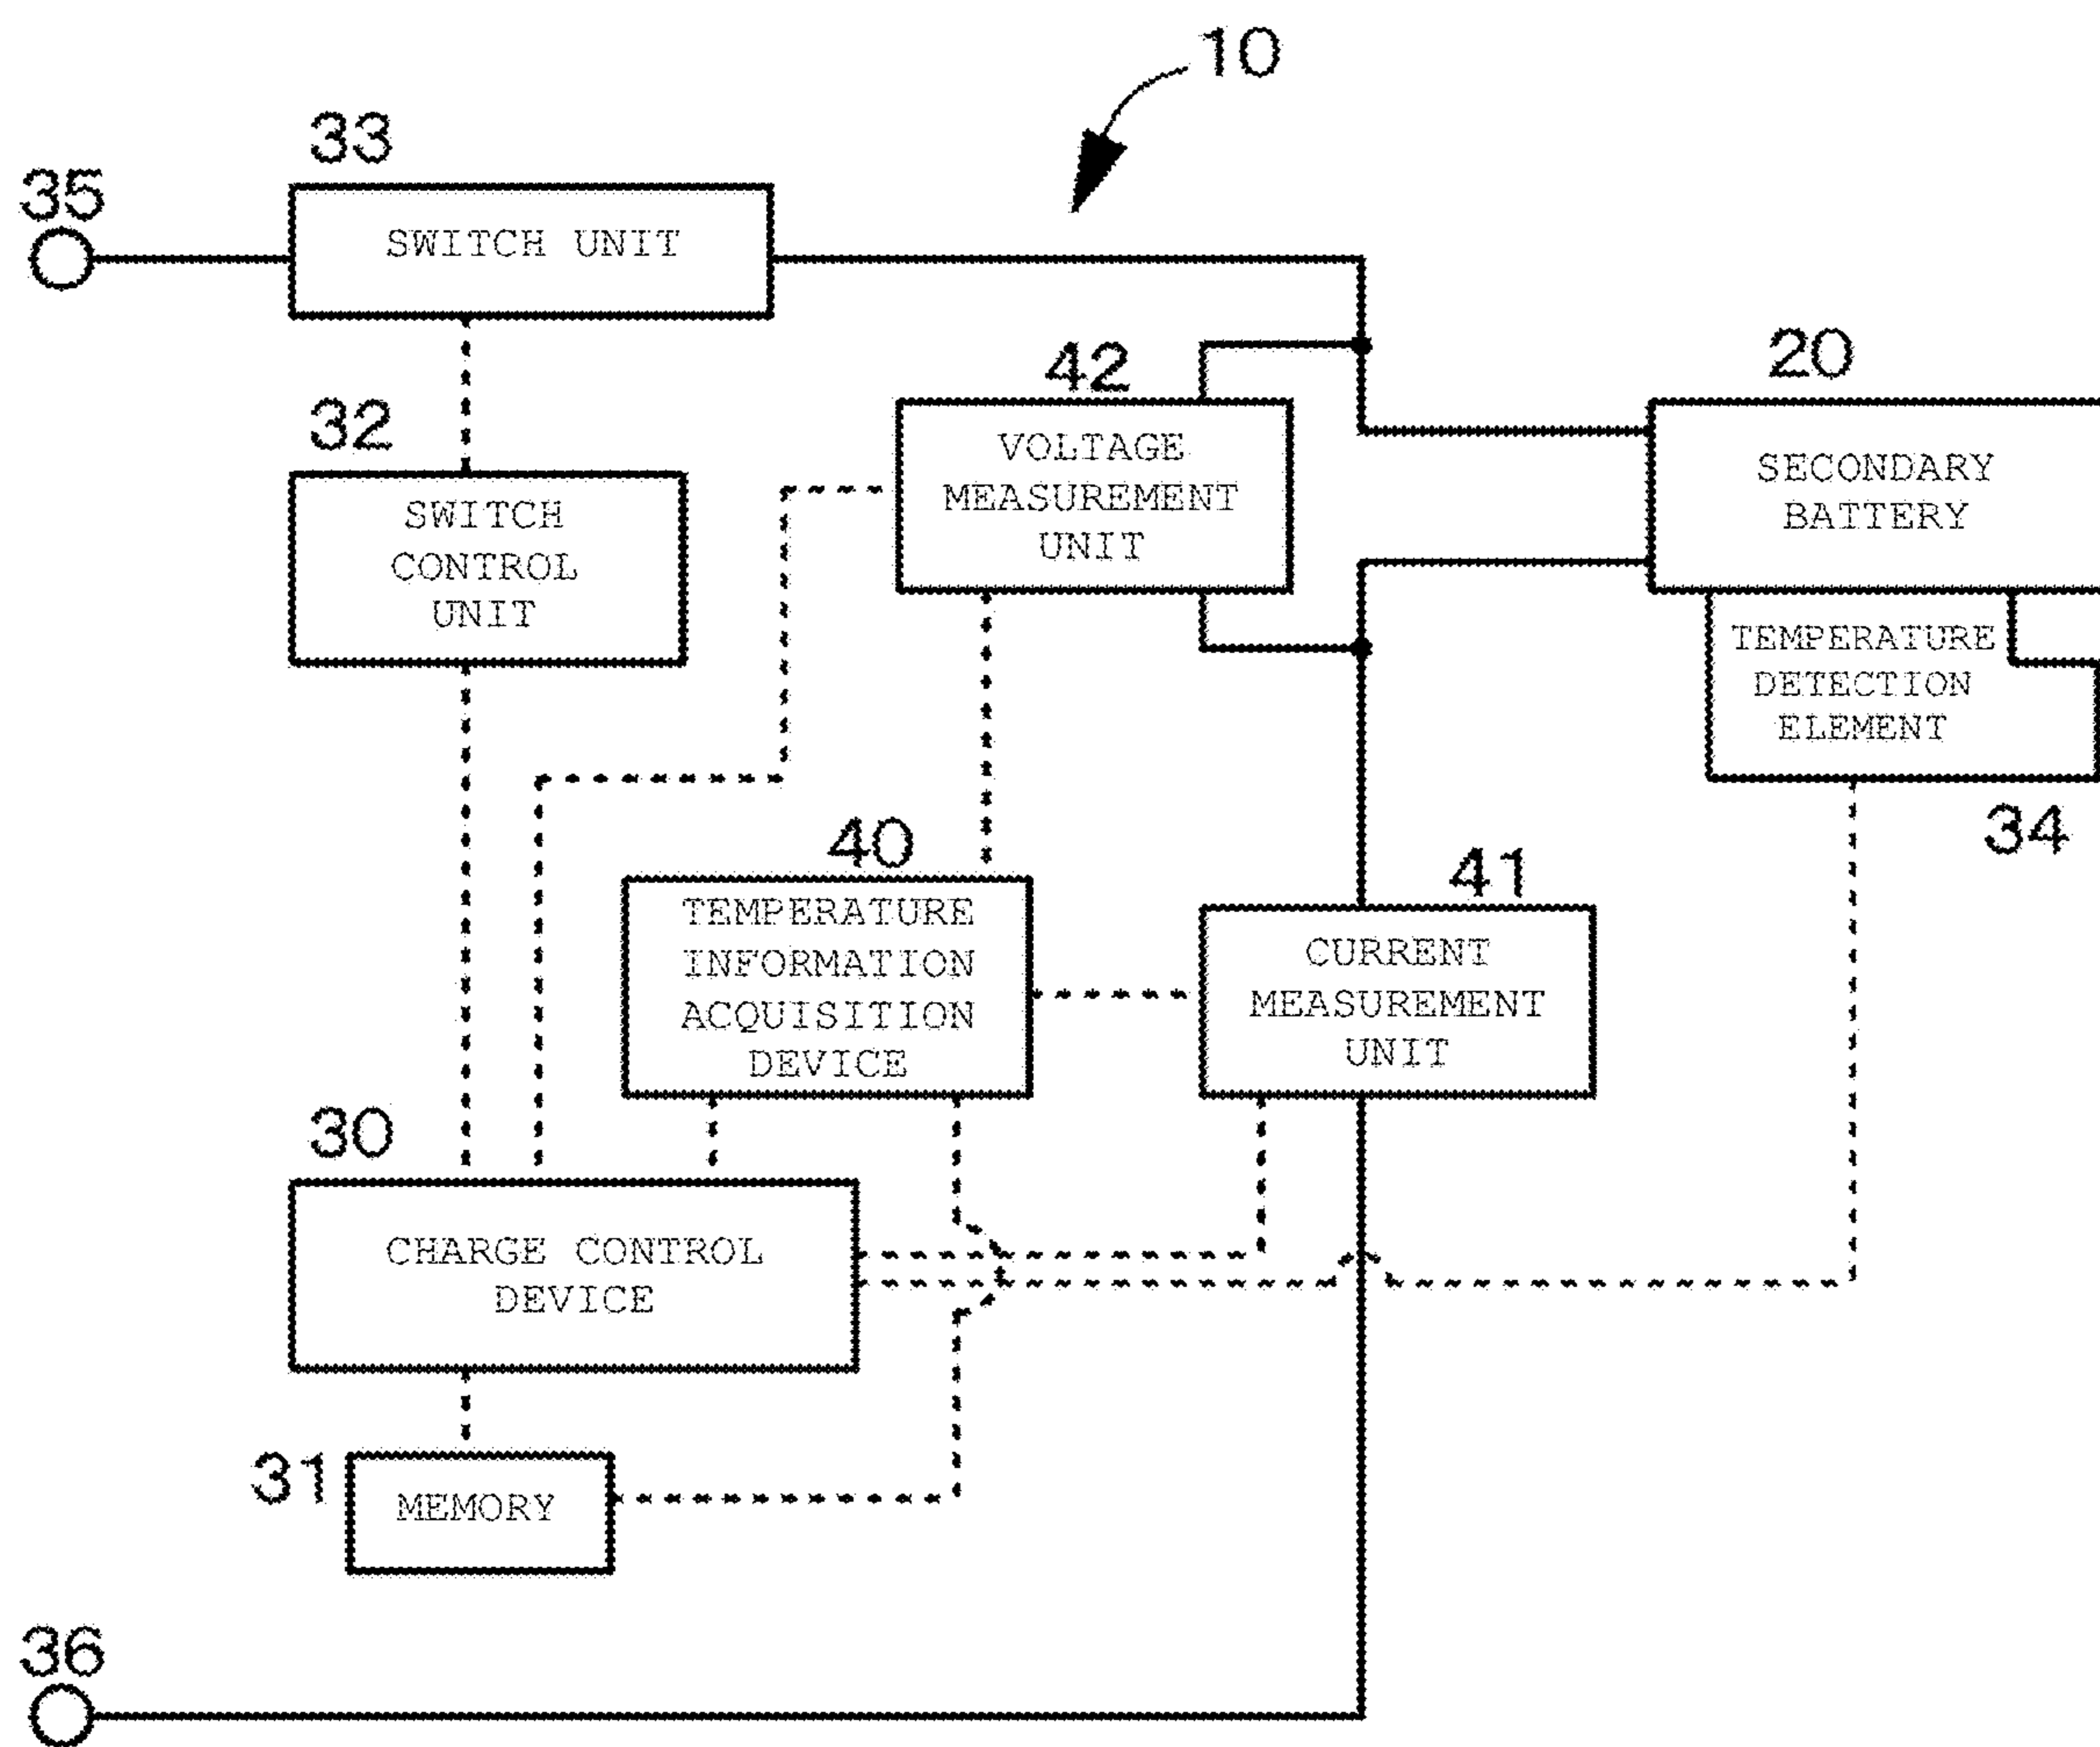 10
33
35
SWITCH UNIT
42
20
32
VOLTAGE
MEASUREMENT
UNIT
SECONDARY
BATTERY
SWITCH
CONTROL
UNIT
TEMPERATURE
DETECTION
ELEMENT
34
40
41
TEMPERATURE
INFORMATION
ACQUISITION
DEVICE
CURRENT
MEASUREMENT
UNIT
30
CHARGE CONTROL
DEVICE
31
MEMORY
36